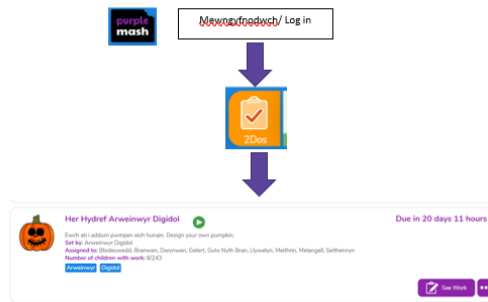 purple
mash
Mewngyfnodwch/ Log in
2Dos
Her Hydref Arweinwyr Digidol
Due in 20 days 11 hours
Ewch ati i addurn pwmpen eich hunain. Design your own pumpkin.
Set by: Arweinwyr Digidol
Assigned to: Blodeuwedd, Branwen, Dwynwen, Gelert, Guto Nyth Bran, Llywelyn, Meithrin, Melangell, Seithennyn
Number of children with work: 8/243
Arweinwyr Digidol
See Work